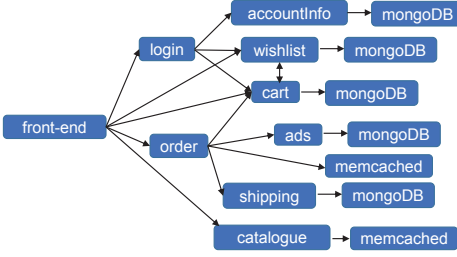 accountInfo mongoDB
login wishlist mongoDB
cart mongoDB
front-end
order ads mongoDB
memcached
shipping mongoDB
catalogue memcached